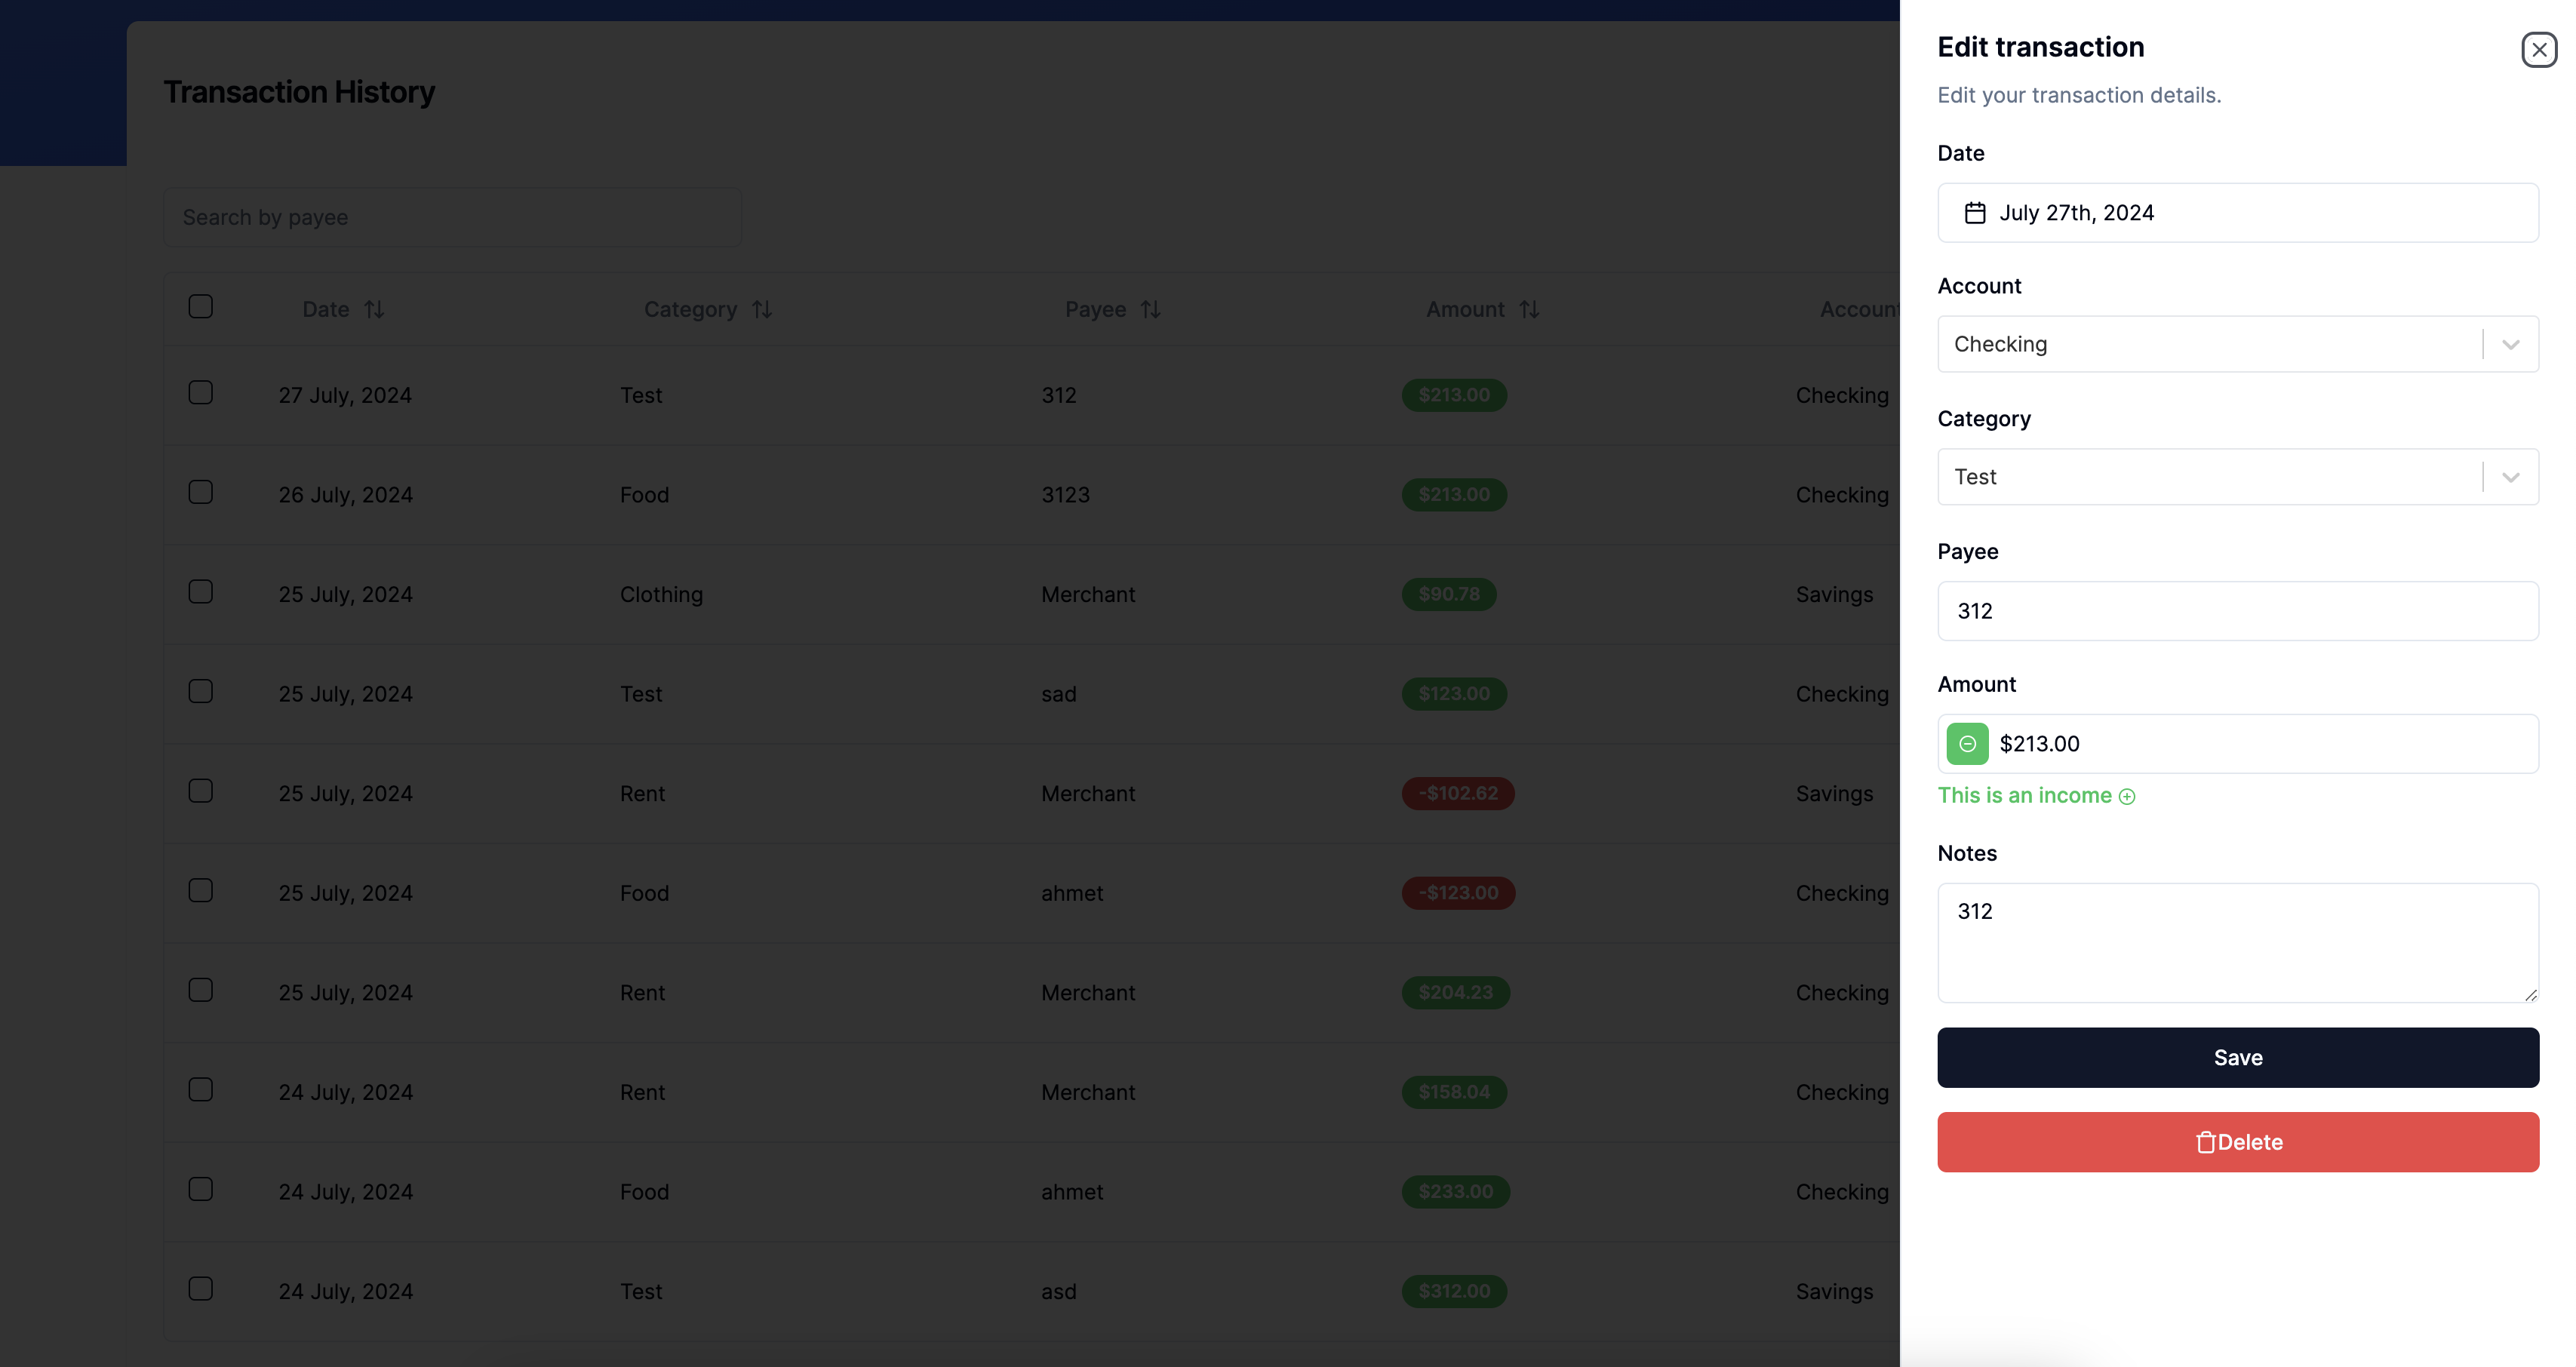 Transaction History
Search by payee
Date Category Payee Amount Account
27 July, 2024 Test 312 $213.00 Checking
26 July, 2024 Food 3123 $213.00 Checking
25 July, 2024 Clothing Merchant $90.78 Savings
25 July, 2024 Test sad $123.00 Checking
25 July, 2024 Rent Merchant -$102.62 Savings
25 July, 2024 Food ahmet -$123.00 Checking
25 July, 2024 Rent Merchant $204.23 Checking
24 July, 2024 Rent Merchant $158.04 Checking
24 July, 2024 Food ahmet $233.00 Checking
24 July, 2024 Test asd $312.00 Savings
Edit transaction
Edit your transaction details.
Date
July 27th, 2024
Account
Checking
Category
Test
Payee
312
Amount
$213.00
This is an income
Notes
312
Save
Delete